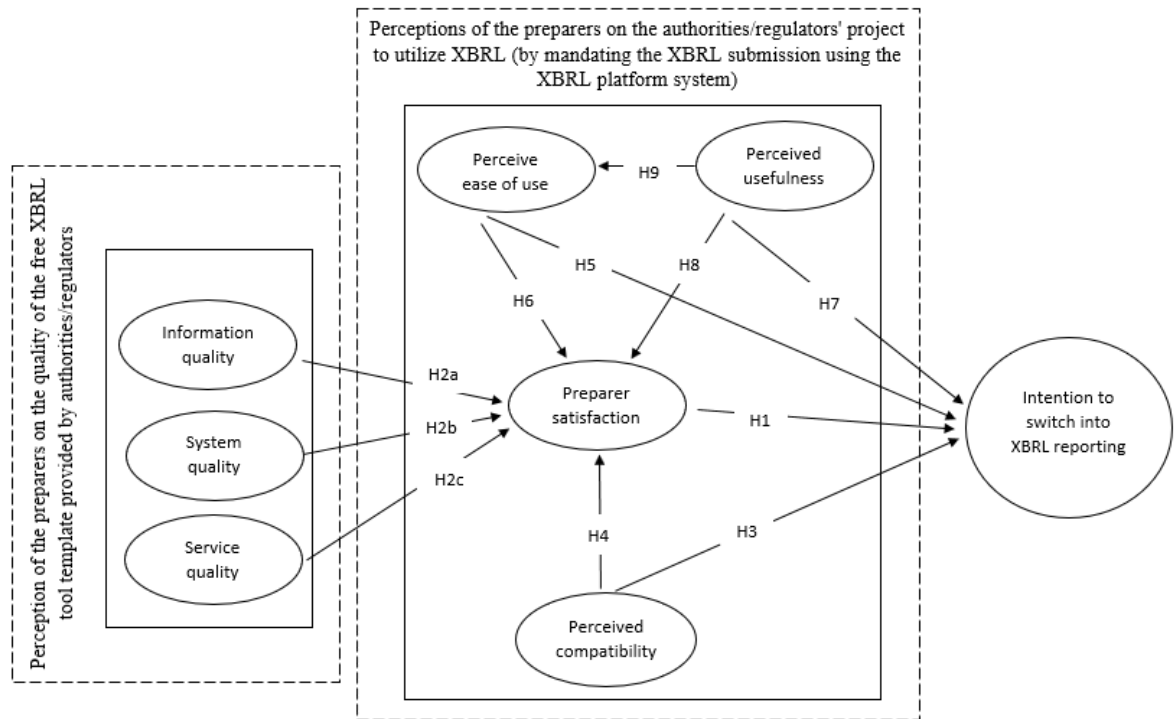 Perceptions of the preparers on the authorities/regulators' project
to utilize XBRL (by mandating the XBRL submission using the
XBRL platform system)
Perception of the preparers on the quality of the free XBRL
tool template provided by authorities/regulators
Perceive
ease of use
H9
Perceived
usefulness
H5
H8
H6
H7
Information
quality
H2a
Preparer
satisfaction
H1
Intention to
switch into
XBRL reporting
System
quality
H2b
H2c
Service
quality
H4
H3
Perceived
compatibility